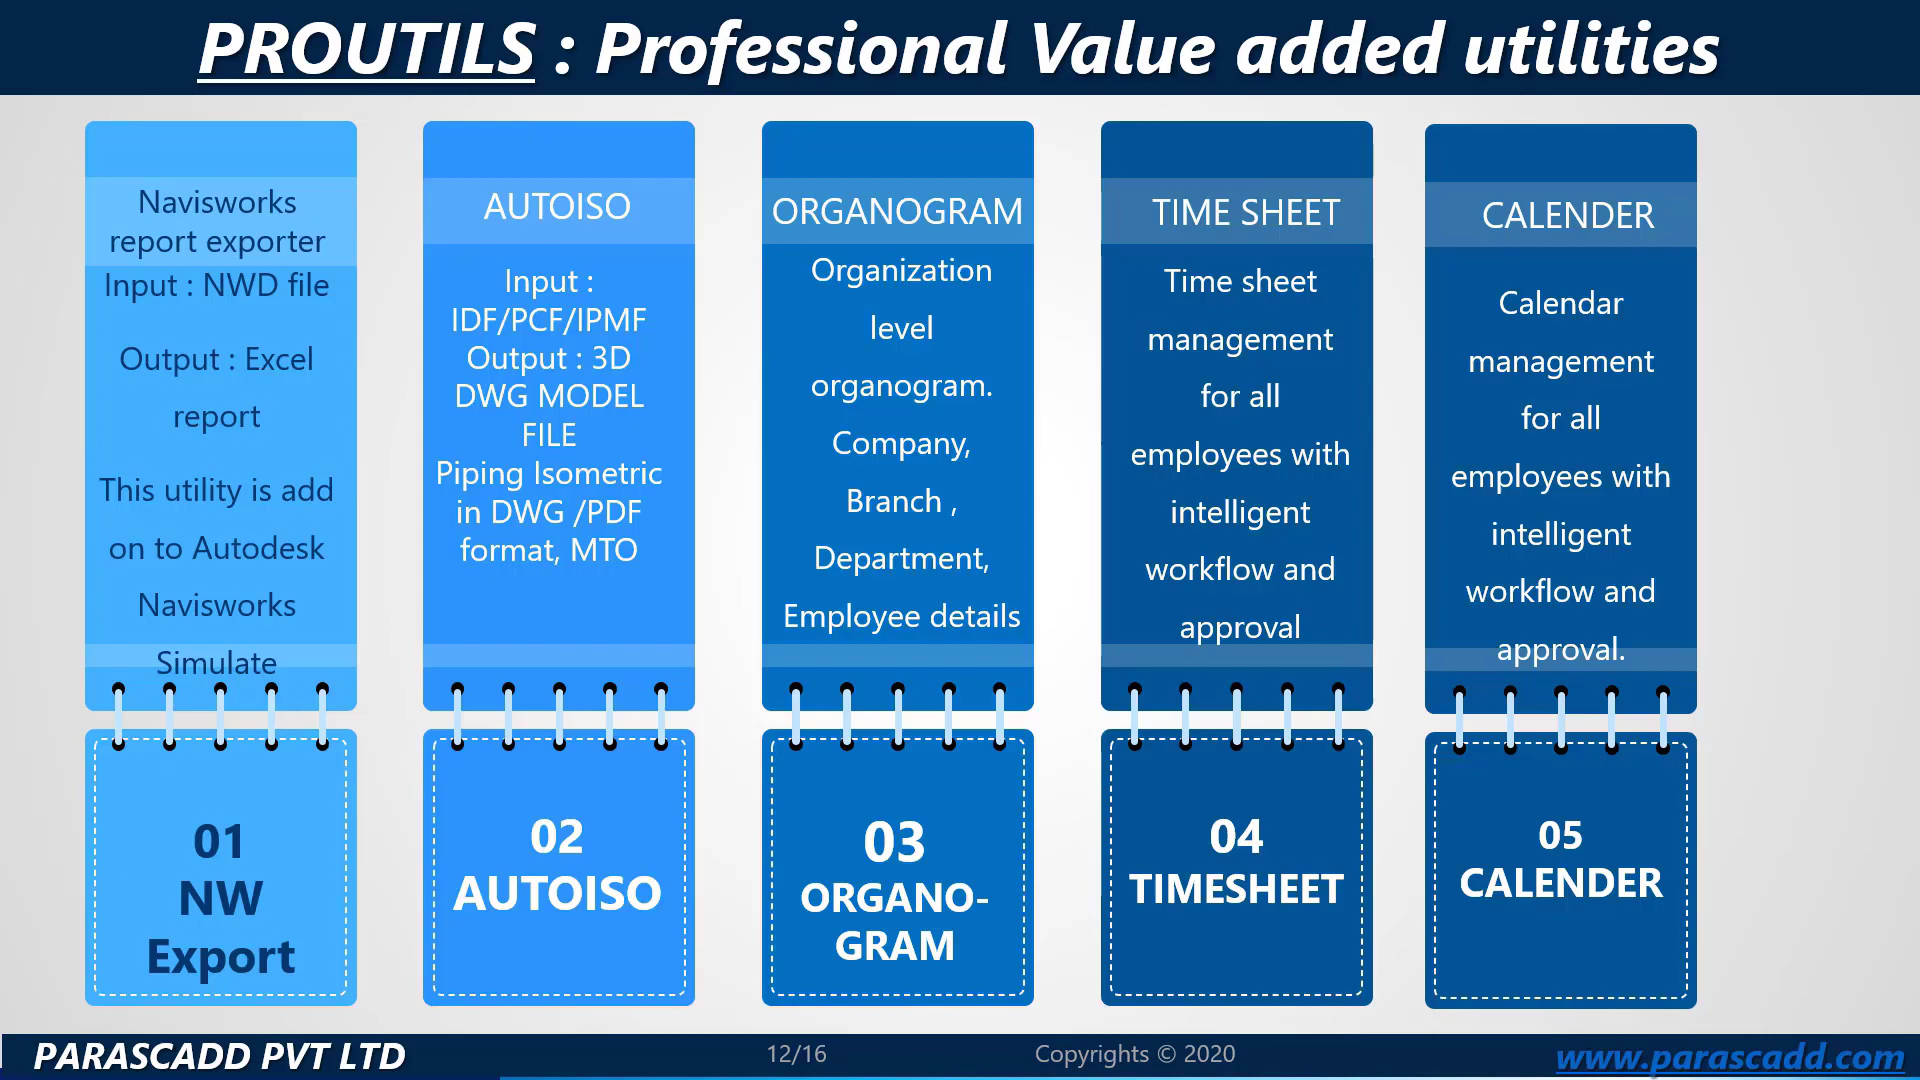 PROUTILS : Professional Value added utilities
Navisworks
report exporter
Input : NWD file
Output : Excel
report
This utility is add
on to Autodesk
Navisworks
Simulate
01
NW
Export
AUTOISO
Input :
IDF/PCF/IPMF
Output : 3D
DWG MODEL
FILE
Piping Isometric
in DWG /PDF
format, MTO
02
AUTOISO
ORGANOGRAM
Organization
level
organogram.
Company,
Branch ,
Department,
Employee details
03
ORGANO-
GRAM
TIME SHEET
Time sheet
management
for all
employees with
intelligent
workflow and
approval
04
TIMESHEET
CALENDER
Calendar
management
for all
employees with
intelligent
workflow and
approval.
05
CALENDER
PARASCADD PVT LTD
12/16
Copyrights © 2020
www.parascadd.com